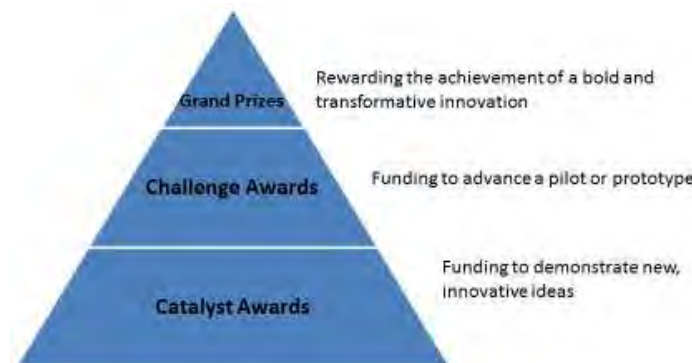 Grand Prizes
Rewarding the achievement of a bold and
transformative innovation
Challenge Awards
Funding to advance a pilot or prototype
Catalyst Awards
Funding to demonstrate new,
innovative ideas